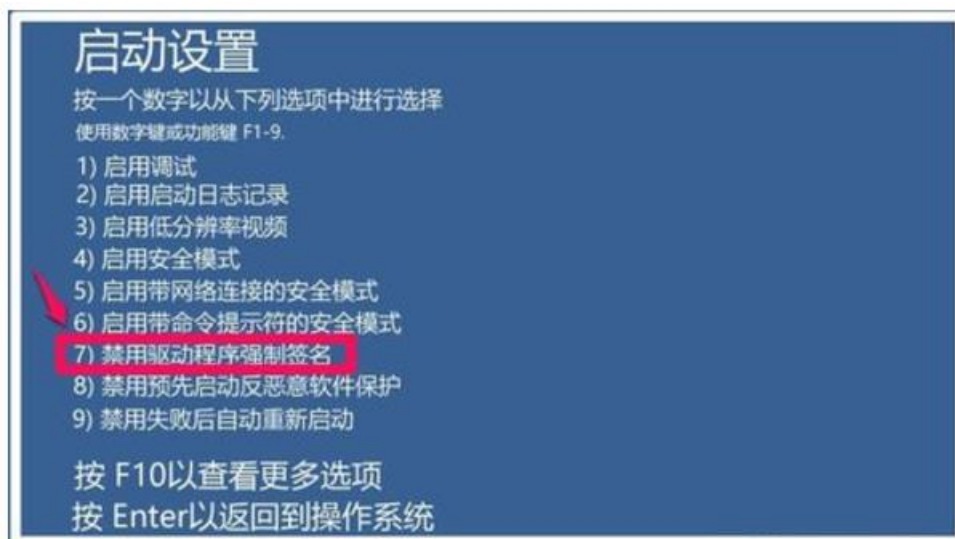 启动设置
按一个数字以从下列选项中进行选择
使用数字键或功能键 F1-9.
1) 启用调试
2) 启用启动日志记录
3) 启用低分辨率视频
4) 启用安全模式
5) 启用带网络连接的安全模式
6) 启用带命令提示符的安全模式
7) 禁用驱动程序强制签名
8) 禁用预先启动反恶意软件保护
9) 禁用失败后自动重新启动
按 F10以查看更多选项
按 Enter以返回到操作系统